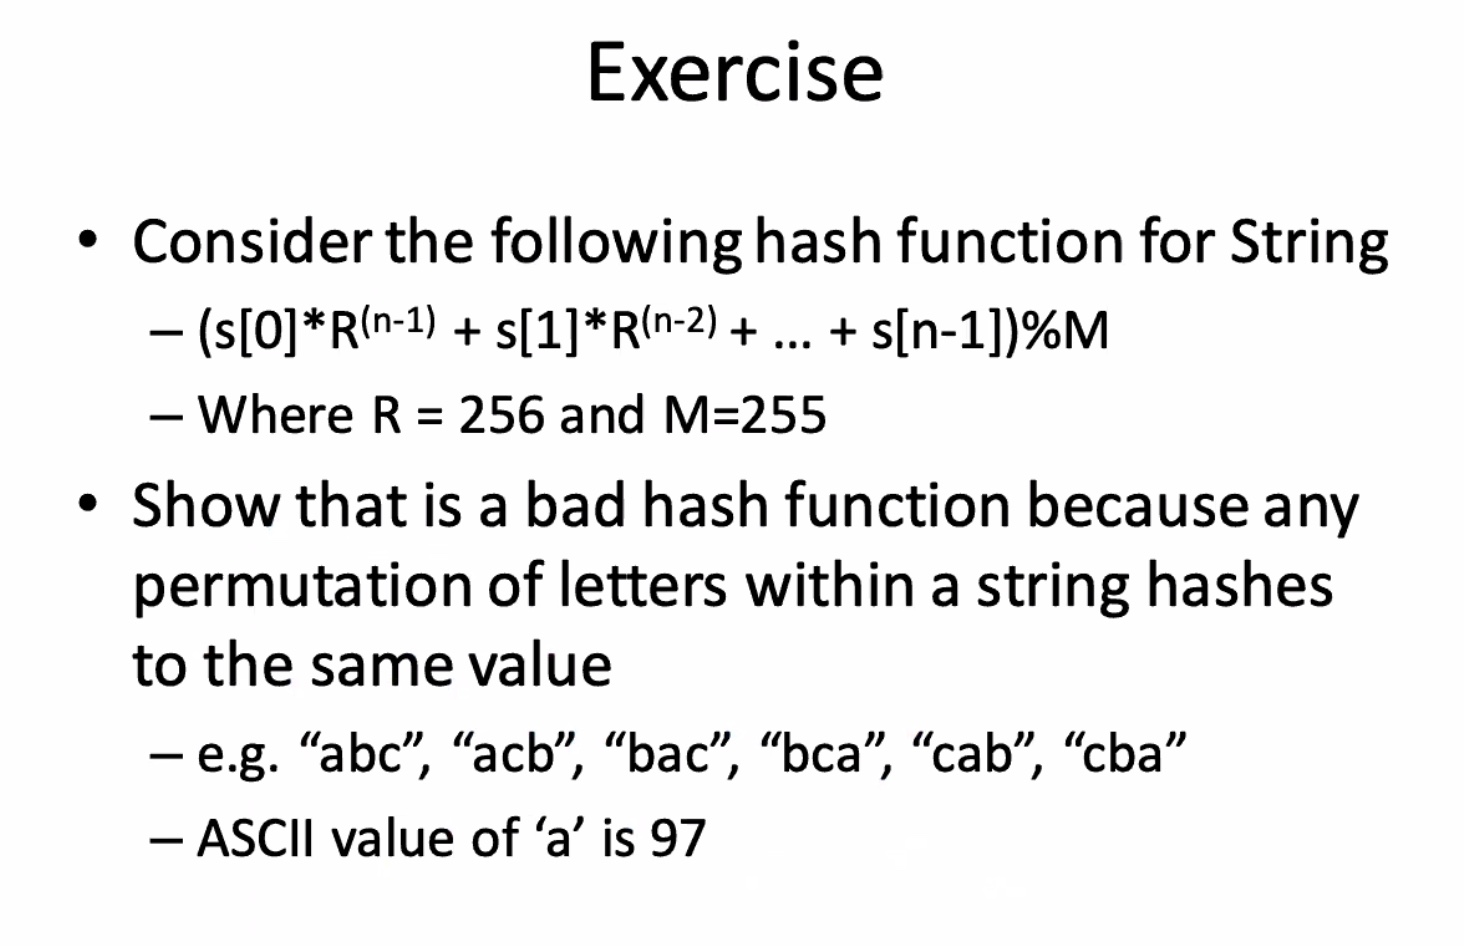 Exercise
• Consider the following hash function for String
– (s[0]*R^(n-1) + s[1]*R^(n-2) + ... + s[n-1])%M
– Where R = 256 and M=255
• Show that is a bad hash function because any
permutation of letters within a string hashes
to the same value
– e.g. “abc”, “acb”, “bac”, “bca”, “cab”, “cba”
– ASCII value of ‘a’ is 97